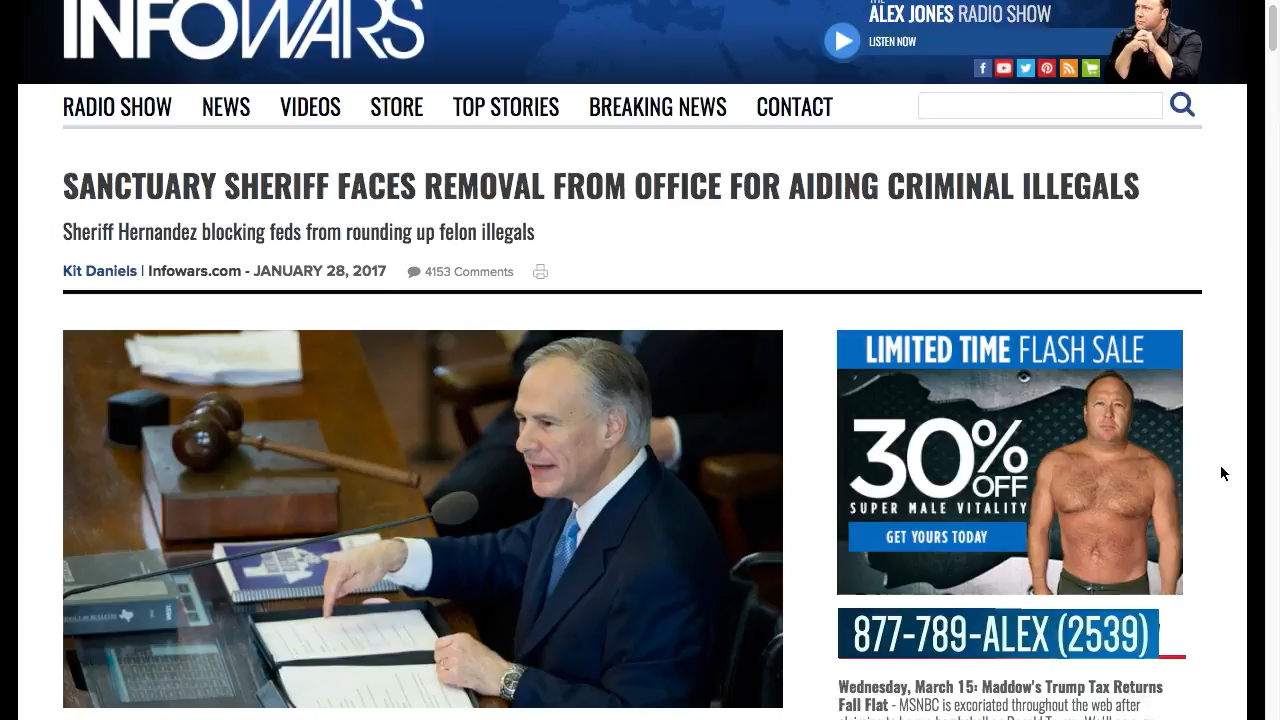 INFOWARS
ALEX JONES RADIO SHOW
LISTEN NOW
RADIO SHOW NEWS VIDEOS STORE TOP STORIES BREAKING NEWS CONTACT
SANCTUARY SHERIFF FACES REMOVAL FROM OFFICE FOR AIDING CRIMINAL ILLEGALS
Sheriff Hernandez blocking feds from rounding up felon illegals
Kit Daniels | Infowars.com - JANUARY 28, 2017 4153 Comments
LIMITED TIME FLASH SALE
30% OFF
SUPER MALE VITALITY
GET YOURS TODAY
877-789-ALEX (2539)
Wednesday, March 15: Maddow's Trump Tax Returns
Fall Flat - MSNBC is excoriated throughout the web after